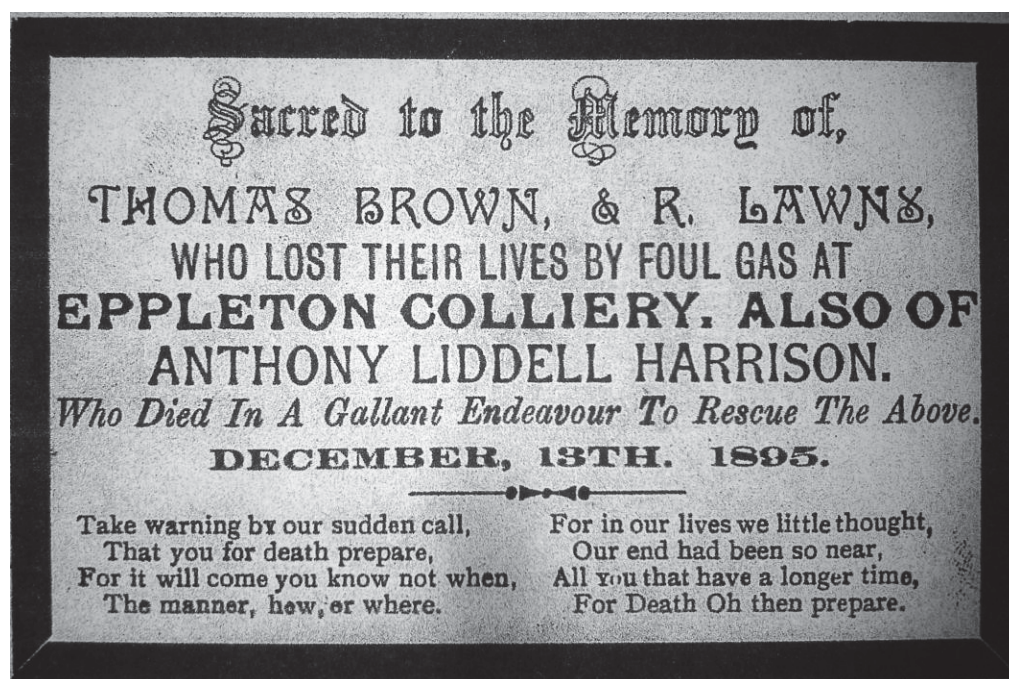 Sacred to the Memory of,
THOMAS BROWN, & R. LAWNS,
WHO LOST THEIR LIVES BY FOUL GAS AT
EPPLETON COLLIERY. ALSO OF
ANTHONY LIDDELL HARRISON.
Who Died In A Gallant Endeavour To Rescue The Above.
DECEMBER, 13TH. 1895.
Take warning by our sudden call,
That you for death prepare,
For it will come you know not when,
The manner, how, or where.
For in our lives we little thought,
Our end had been so near,
All You that have a longer time,
For Death Oh then prepare.